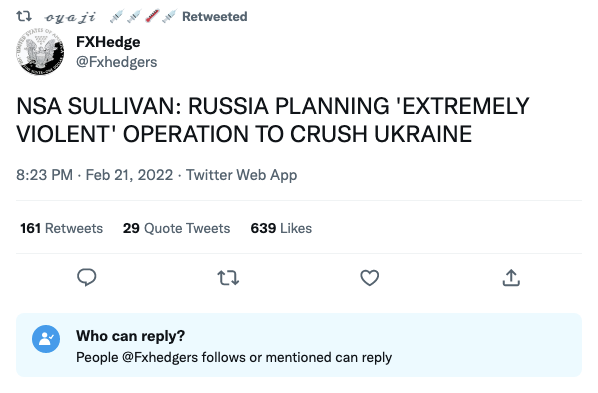 oyaji 💉💉🌡️💉 Retweeted
FXHedge
@Fxhedgers
NSA SULLIVAN: RUSSIA PLANNING 'EXTREMELY
VIOLENT' OPERATION TO CRUSH UKRAINE
8:23 PM · Feb 21, 2022 · Twitter Web App
161 Retweets 29 Quote Tweets 639 Likes
Who can reply?
People @Fxhedgers follows or mentioned can reply